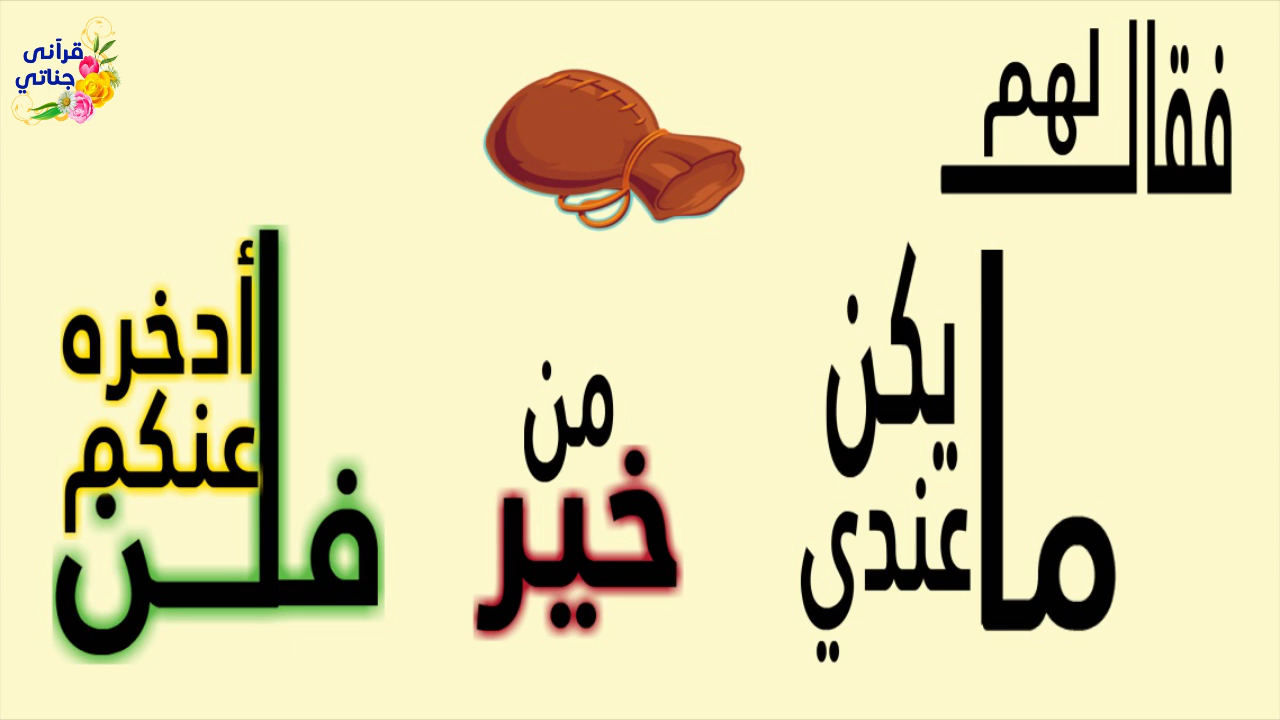 قرآنى
جناتي
فقال لهم
ما يكن عندي
من خير
فلن أدخره عنكم